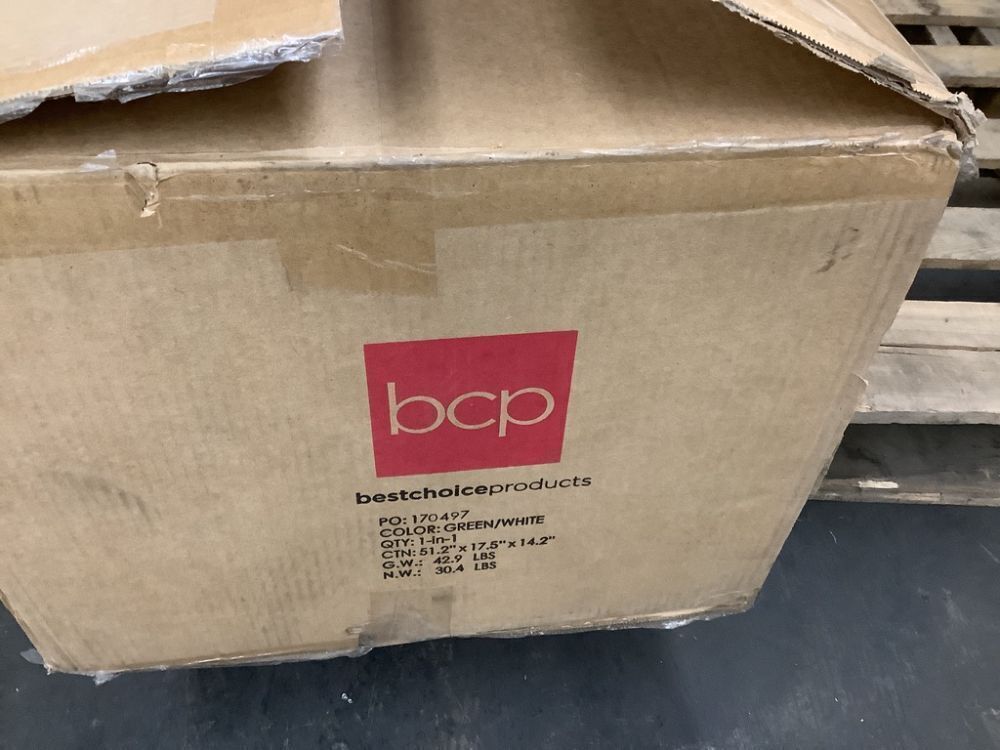 bcp
bestchoiceproducts
PO: 170497
COLOR: GREEN/WHITE
QTY: 1-In-1
CTN: 51.2" x 17.5" x 14.2"
G.W.: 42.9 LBS
N.W.: 30.4 LBS